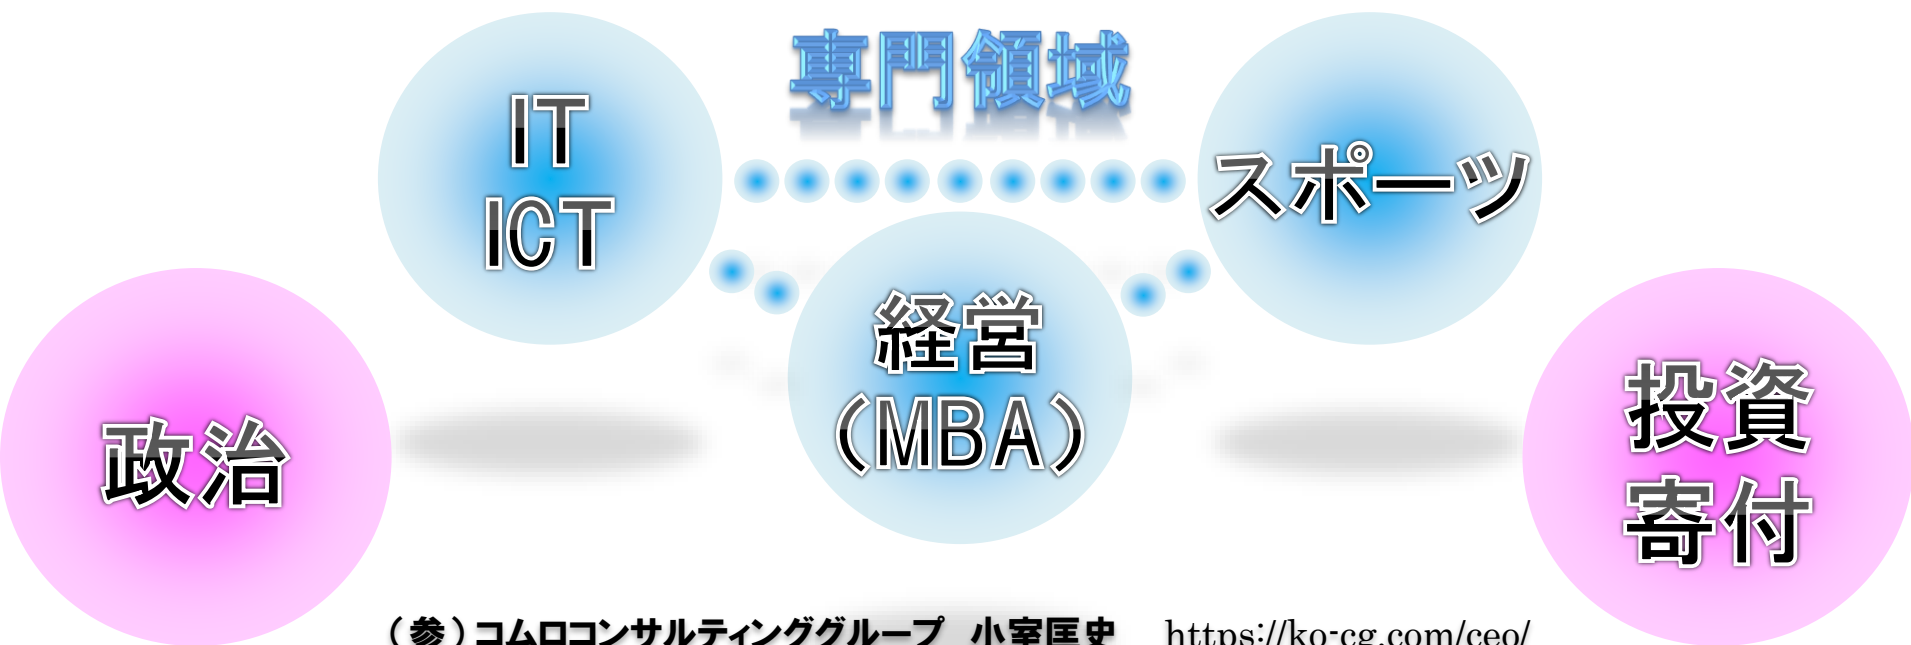 専門領域
IT
ICT
スポーツ
経営
（MBA）
政治
投資
寄付
（参）コムロコンサルティンググループ　小室匡史　https://ko-cg.com/ceo/